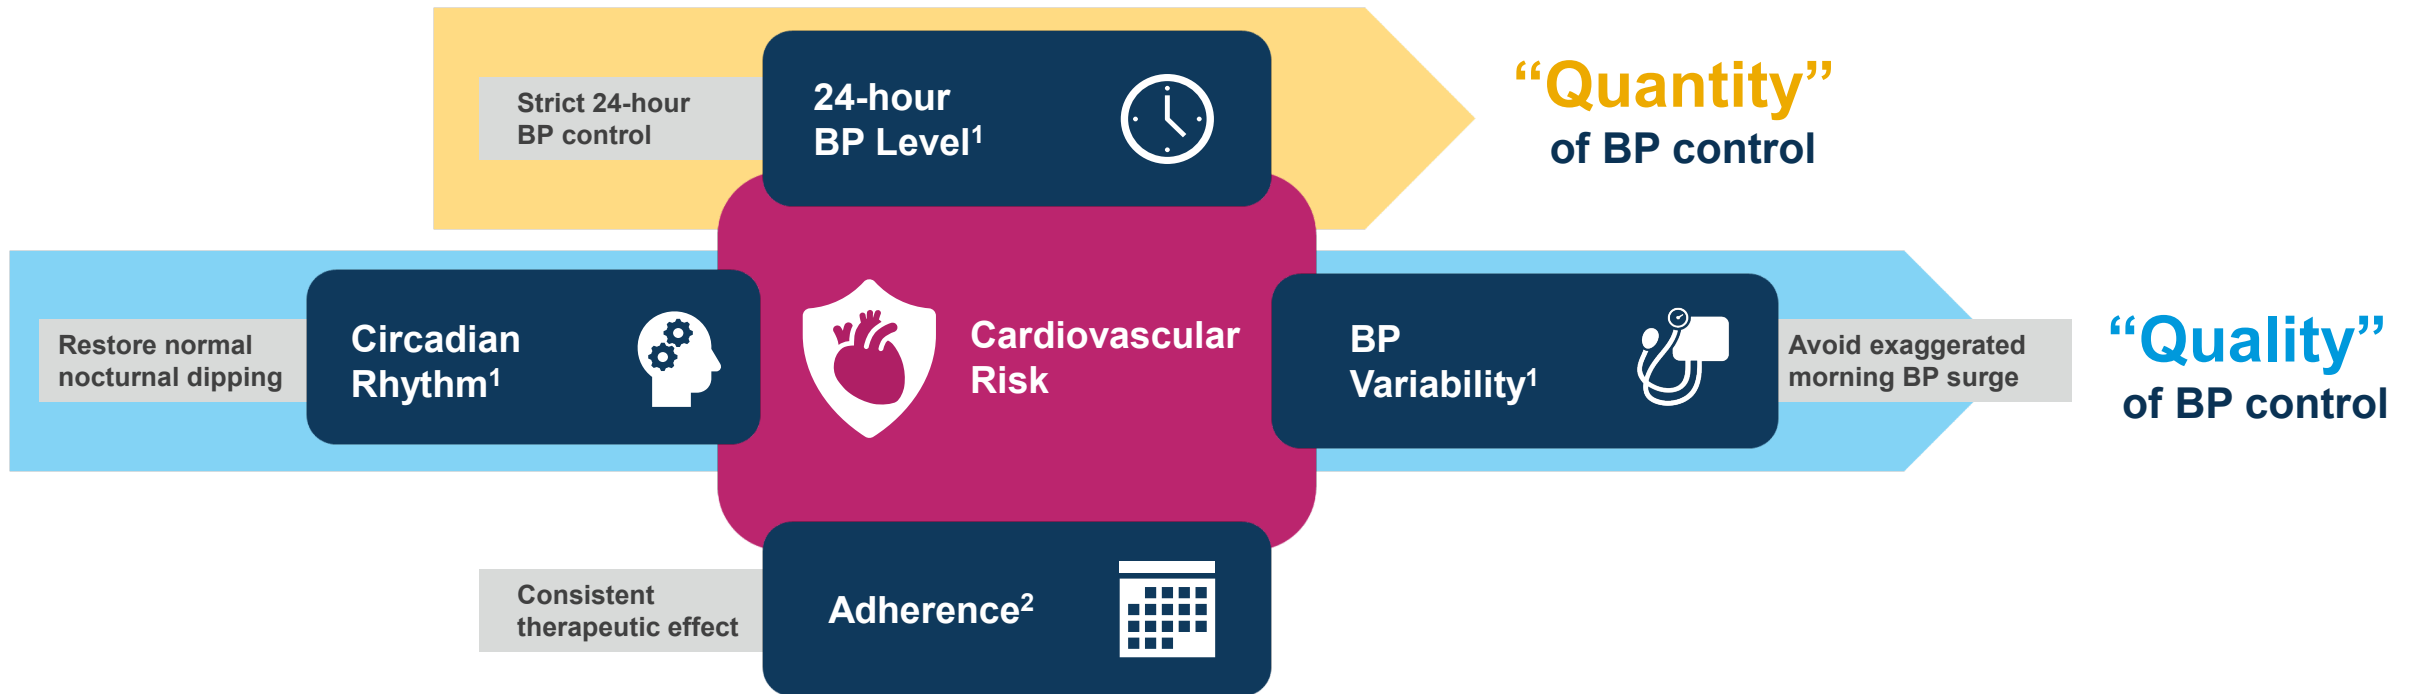 Strict 24-hour
BP control
24-hour
BP Level¹
“Quantity”
of BP control
Restore normal
nocturnal dipping
Circadian
Rhythm¹
Cardiovascular
Risk
BP
Variability¹
Avoid exaggerated
morning BP surge
“Quality”
of BP control
Consistent
therapeutic effect
Adherence²